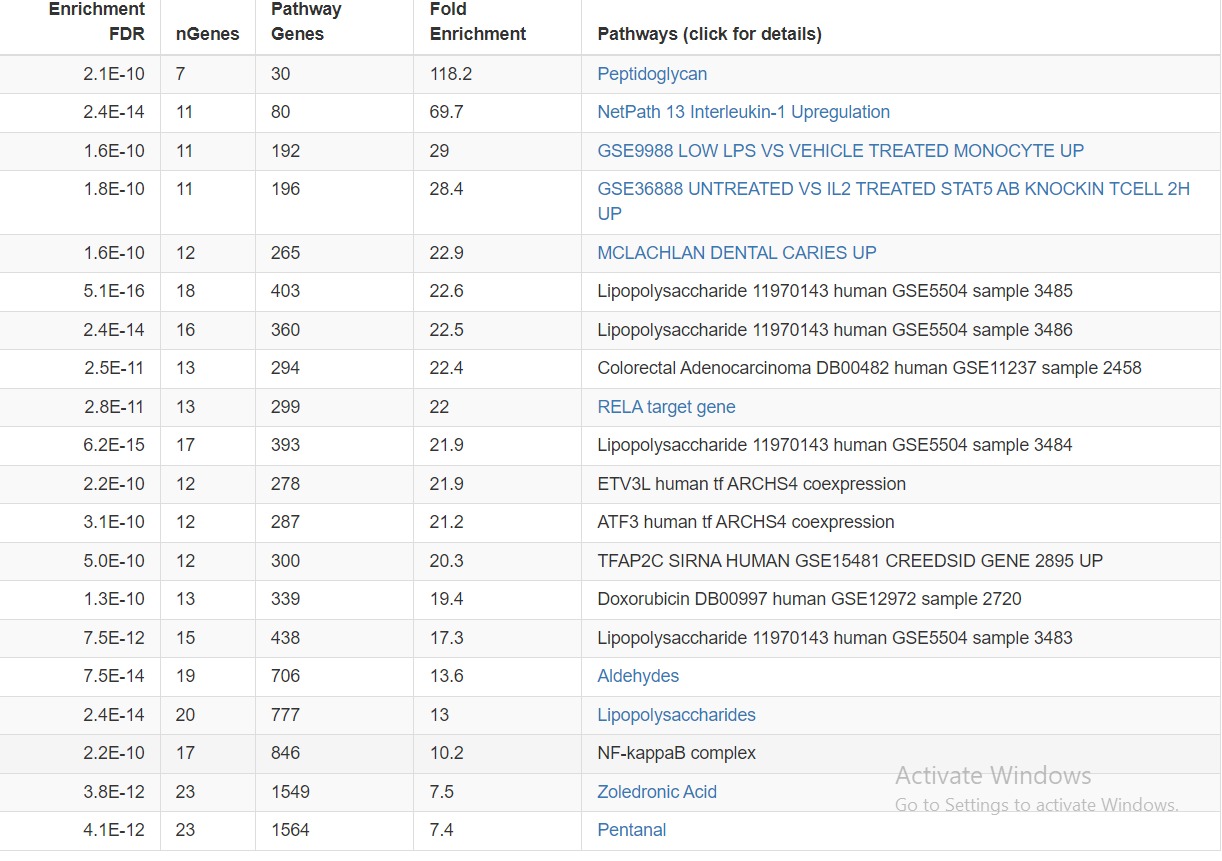 Enrichment FDR nGenes Pathway Genes Fold Enrichment Pathways (click for details)
2.1E-10 7 30 118.2 Peptidoglycan
2.4E-14 11 80 69.7 NetPath 13 Interleukin-1 Upregulation
1.6E-10 11 192 29 GSE9988 LOW LPS VS VEHICLE TREATED MONOCYTE UP
1.8E-10 11 196 28.4 GSE36888 UNTREATED VS IL2 TREATED STAT5 AB KNOCKIN TCELL 2H
UP
1.6E-10 12 265 22.9 MCLACHLAN DENTAL CARIES UP
5.1E-16 18 403 22.6 Lipopolysaccharide 11970143 human GSE5504 sample 3485
2.4E-14 16 360 22.5 Lipopolysaccharide 11970143 human GSE5504 sample 3486
2.5E-11 13 294 22.4 Colorectal Adenocarcinoma DB00482 human GSE11237 sample 2458
2.8E-11 13 299 22 RELA target gene
6.2E-15 17 393 21.9 Lipopolysaccharide 11970143 human GSE5504 sample 3484
2.2E-10 12 278 21.9 ETV3L human tf ARCHS4 coexpression
3.1E-10 12 287 21.2 ATF3 human tf ARCHS4 coexpression
5.0E-10 12 300 20.3 TFAP2C SIRNA HUMAN GSE15481 CREEDSID GENE 2895 UP
1.3E-10 13 339 19.4 Doxorubicin DB00997 human GSE12972 sample 2720
7.5E-12 15 438 17.3 Lipopolysaccharide 11970143 human GSE5504 sample 3483
7.5E-14 19 706 13.6 Aldehydes
2.4E-14 20 777 13 Lipopolysaccharides
2.2E-10 17 846 10.2 NF-kappaB complex
3.8E-12 23 1549 7.5 Zoledronic Acid
4.1E-12 23 1564 7.4 Pentanal
Activate Windows
Go to Settings to activate Windows.